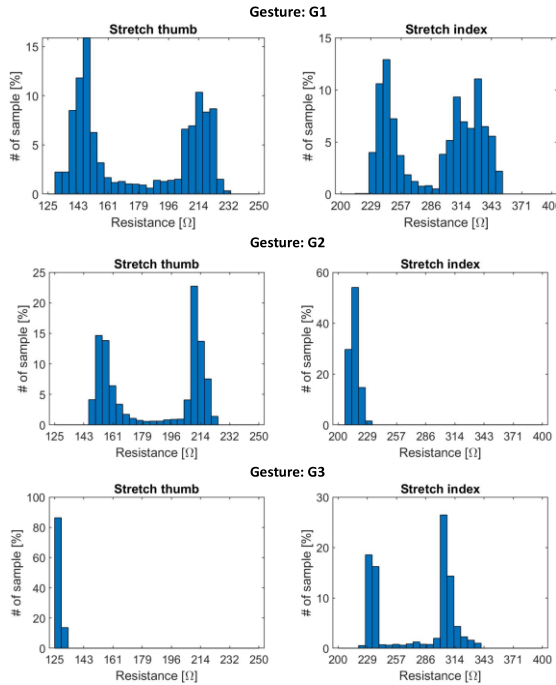 Gesture: G1
Stretch thumb Stretch index
15
10
5
0
# of sample [%]
125 143 161 179 196 214 232 250
Resistance [Ω]
15
10
5
0
# of sample [%]
200 229 257 286 314 343 371 400
Resistance [Ω]
Gesture: G2
Stretch thumb Stretch index
25
20
15
10
5
0
# of sample [%]
125 143 161 179 196 214 232 250
Resistance [Ω]
60
40
20
0
# of sample [%]
200 229 257 286 314 343 371 400
Resistance [Ω]
Gesture: G3
Stretch thumb Stretch index
100
80
60
40
20
0
# of sample [%]
125 143 161 179 196 214 232 250
Resistance [Ω]
30
20
10
0
# of sample [%]
200 229 257 286 314 343 371 400
Resistance [Ω]